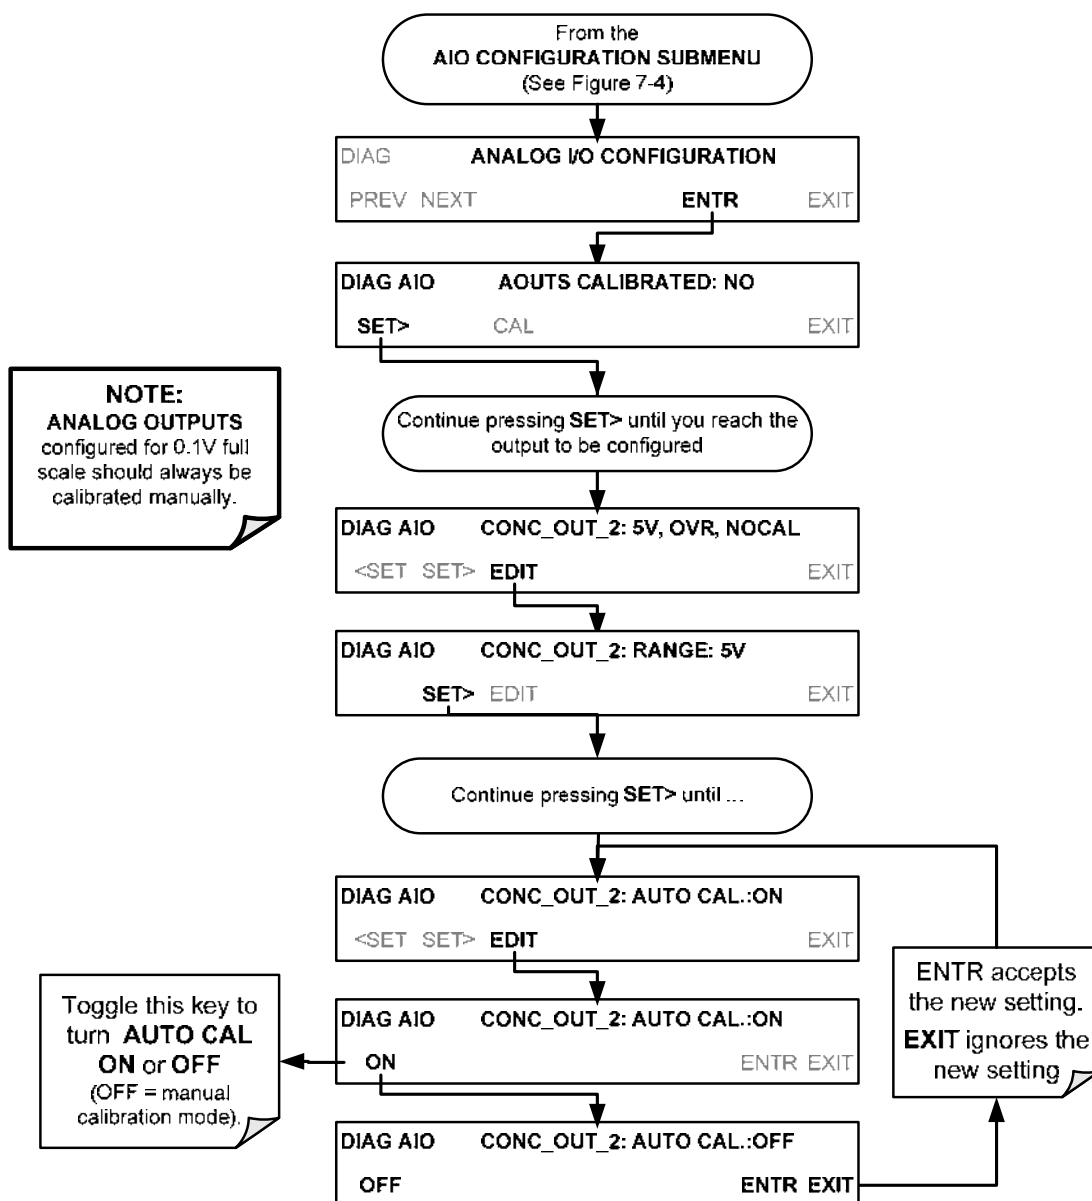 From the
AIO CONFIGURATION SUBMENU
(See Figure 7-4)
DIAG ANALOG I/O CONFIGURATION
PREV NEXT ENTR EXIT
DIAG AIO AOUTS CALIBRATED: NO
SET> CAL EXIT
NOTE:
ANALOG OUTPUTS
configured for 0.1V full
scale should always be
calibrated manually.
Continue pressing SET> until you reach the
output to be configured
DIAG AIO CONC_OUT_2: 5V, OVR, NOCAL
<SET SET> EDIT EXIT
DIAG AIO CONC_OUT_2: RANGE: 5V
SET> EDIT EXIT
Continue pressing SET> until ...
DIAG AIO CONC_OUT_2: AUTO CAL.:ON
<SET SET> EDIT EXIT
Toggle this key to
turn AUTO CAL
ON or OFF
(OFF = manual
calibration mode).
DIAG AIO CONC_OUT_2: AUTO CAL.:ON
ON ENTR EXIT
ENTR accepts
the new setting.
EXIT ignores the
new setting
DIAG AIO CONC_OUT_2: AUTO CAL.:OFF
OFF ENTR EXIT